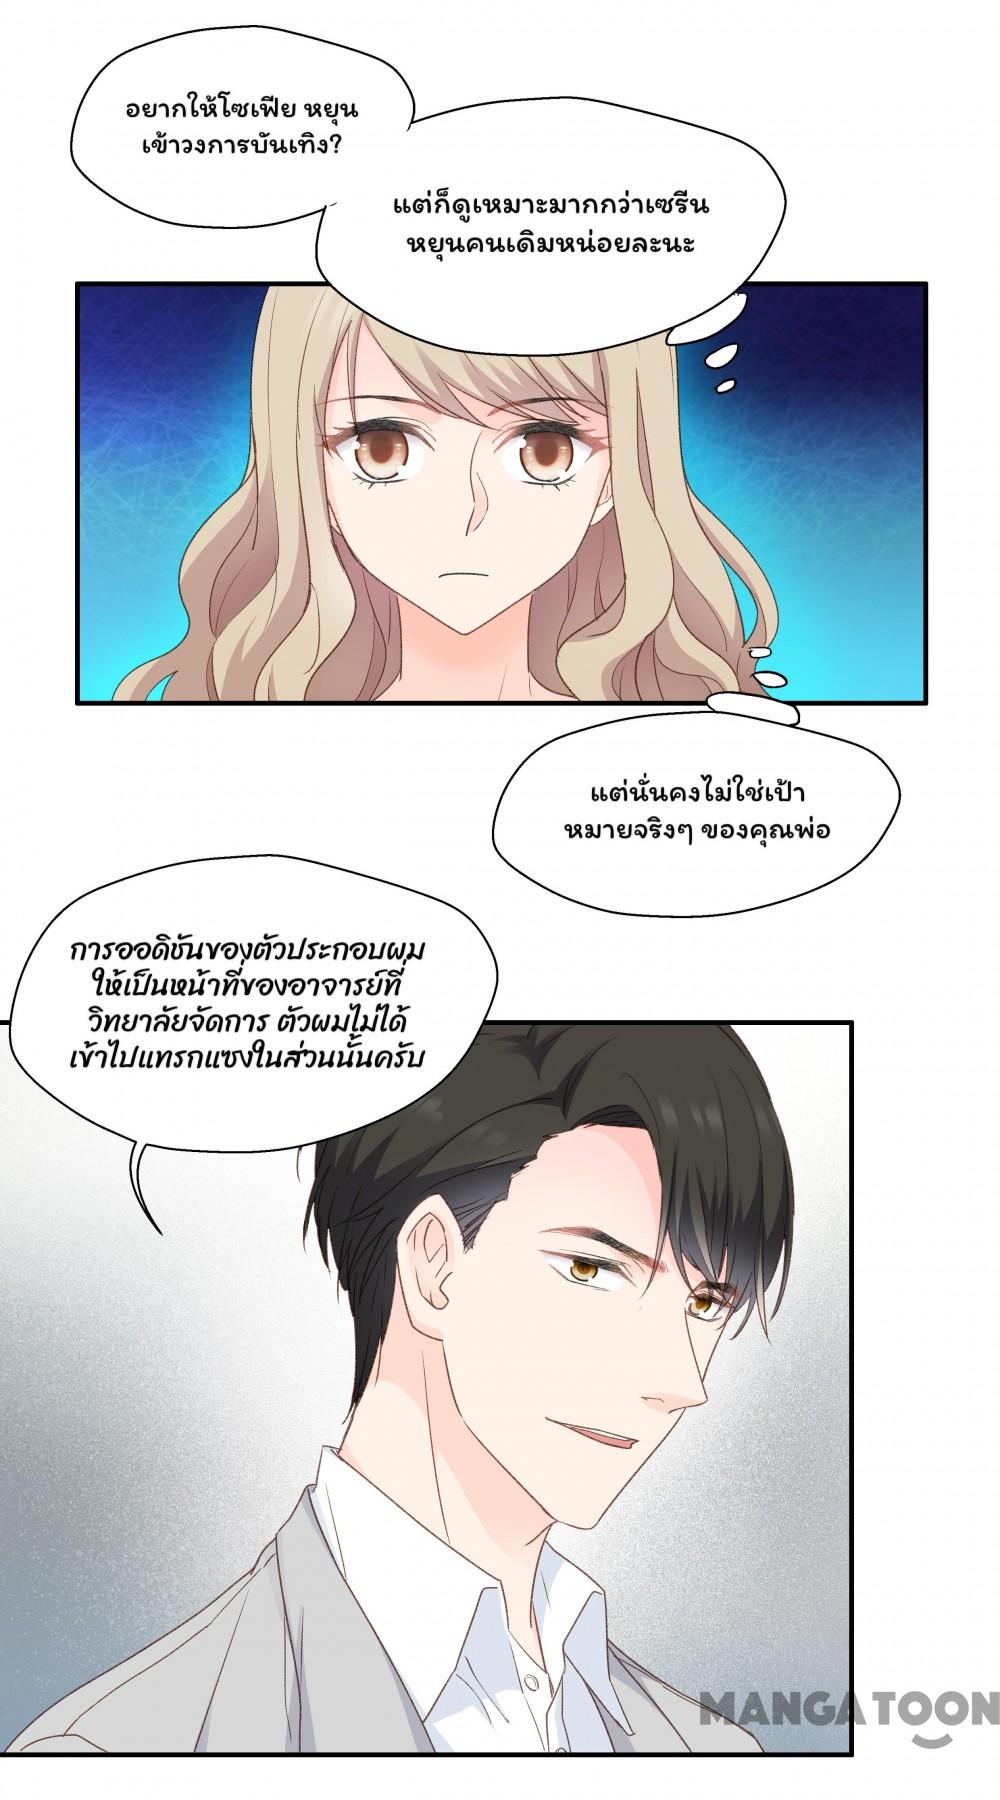 อยากให้โซเฟีย หยุน
เข้าวงการบันเทิง?
แต่ก็ดูเหมาะมากกว่าเซรีน
หยุนคนเดิมหน่อยละนะ
แต่นั่นคงไม่ใช่เป้า
หมายจริงๆ ของคุณพ่อ
การออดิชันของตัวประกอบผม
ให้เป็นหน้าที่ของอาจารย์ที่
วิทยาลัยจัดการ ตัวผมไม่ได้
เข้าไปแทรกแซงในส่วนนั้นครับ
MANGATOON